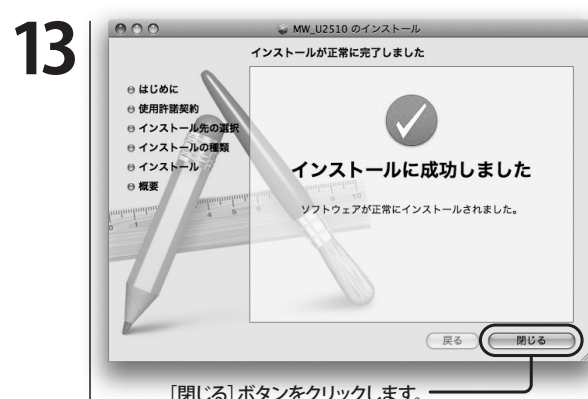 13
MW_U2510 のインストール
インストールが正常に完了しました
はじめに
使用許諾契約
インストール先の選択
インストールの種類
インストール
概要
インストールに成功しました
ソフトウェアが正常にインストールされました。
戻る
閉じる
[閉じる]ボタンをクリックします。